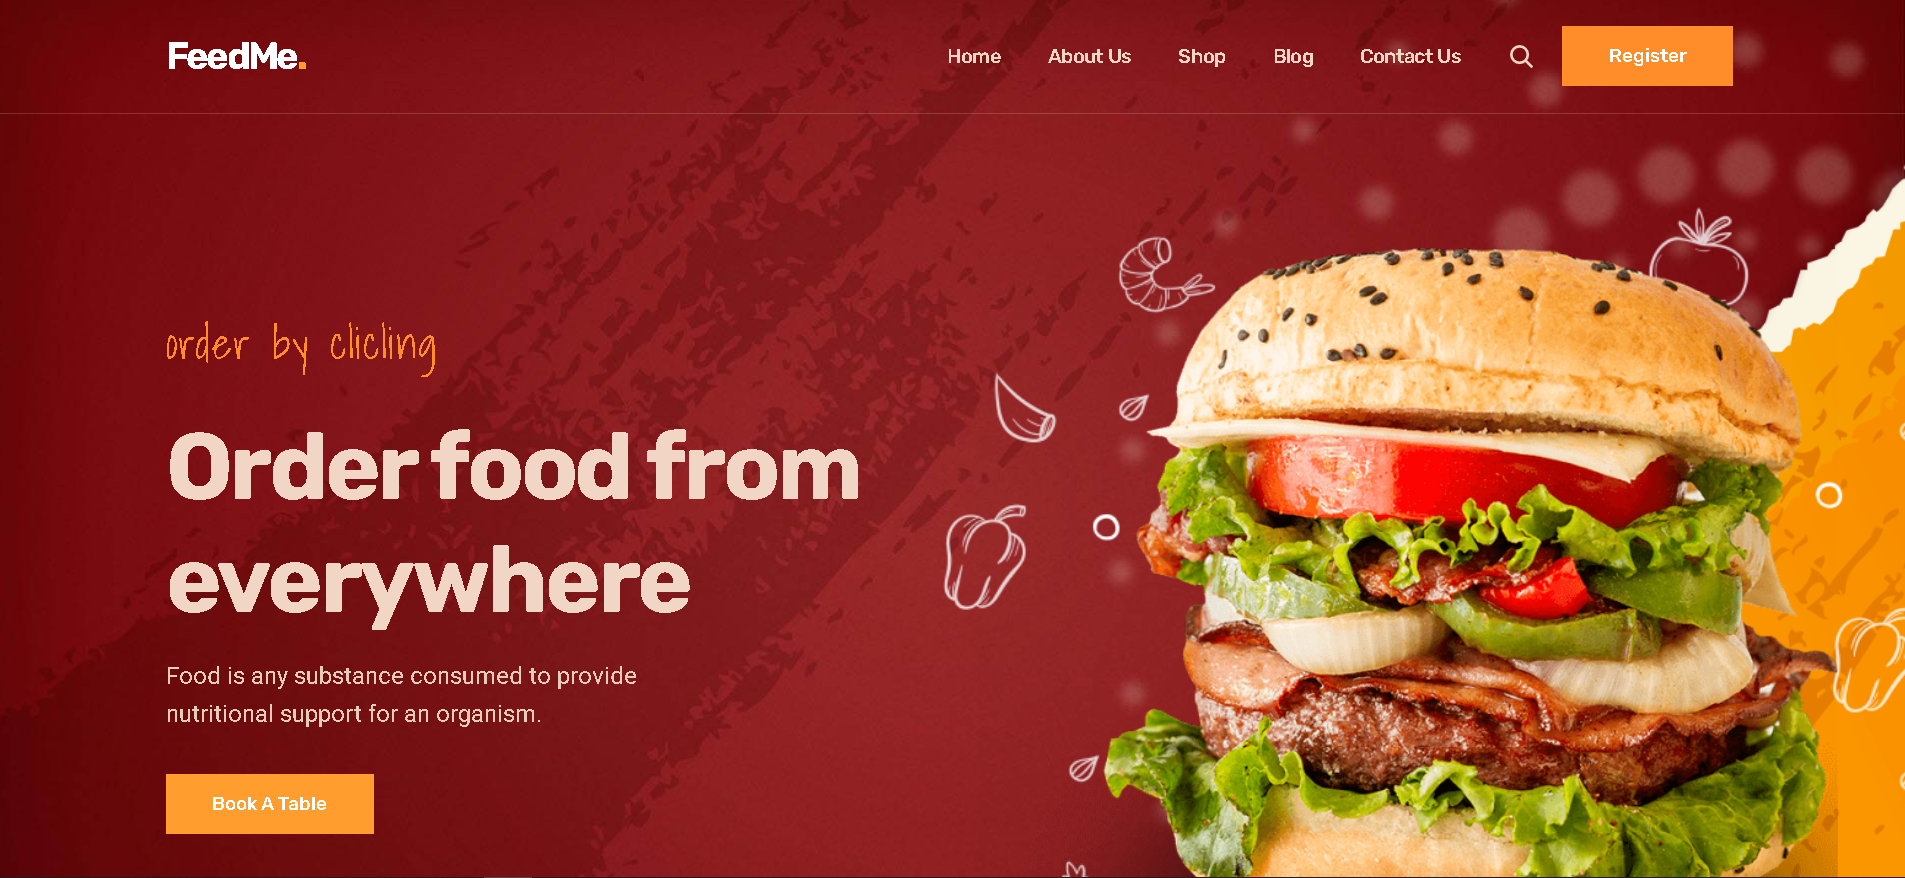 FeedMe.
Home About Us Shop Blog Contact Us Register
order by clicling
Order food from
everywhere
Food is any substance consumed to provide
nutritional support for an organism.
Book A Table